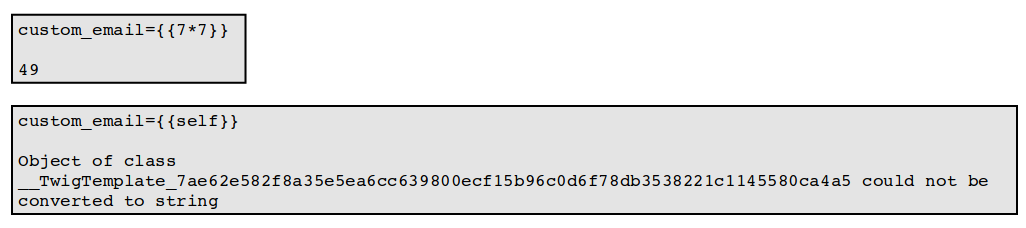 custom_email={{7*7}}
49
custom_email={{self}}
Object of class
__TwigTemplate_7ae62e582f8a35e5ea6cc639800ecf15b96c0d6f78db3538221c1145580ca4a5 could not be
converted to string